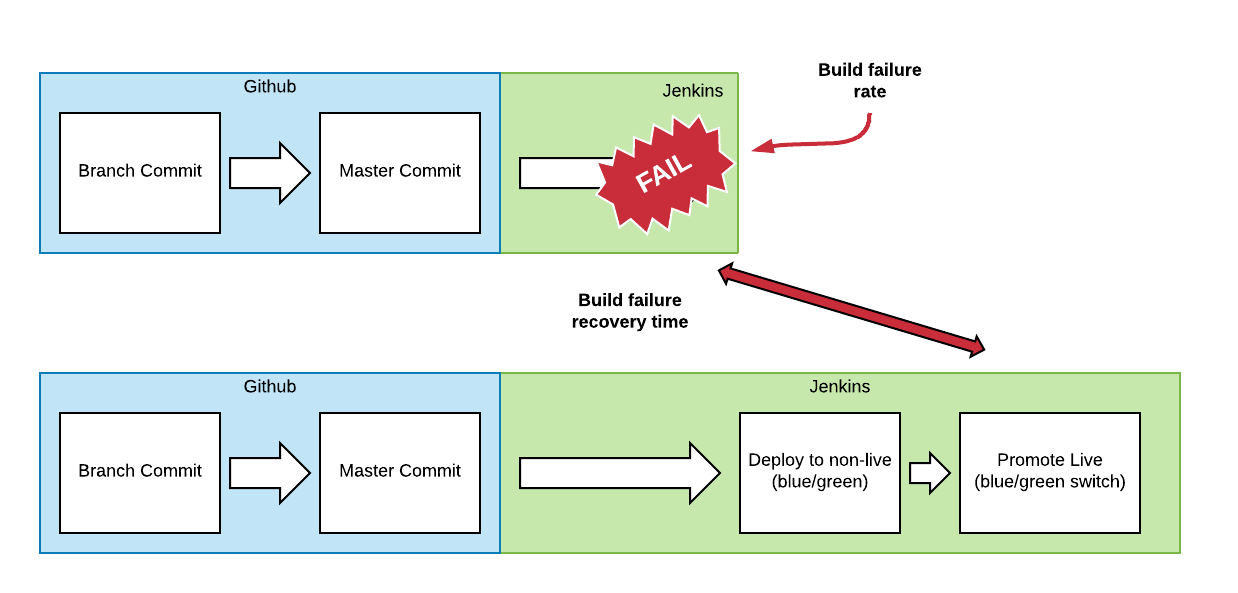 Github
Jenkins
Build failure
rate
Branch Commit
Master Commit
FAIL
Build failure
recovery time
Github
Jenkins
Branch Commit
Master Commit
Deploy to non-live
(blue/green)
Promote Live
(blue/green switch)